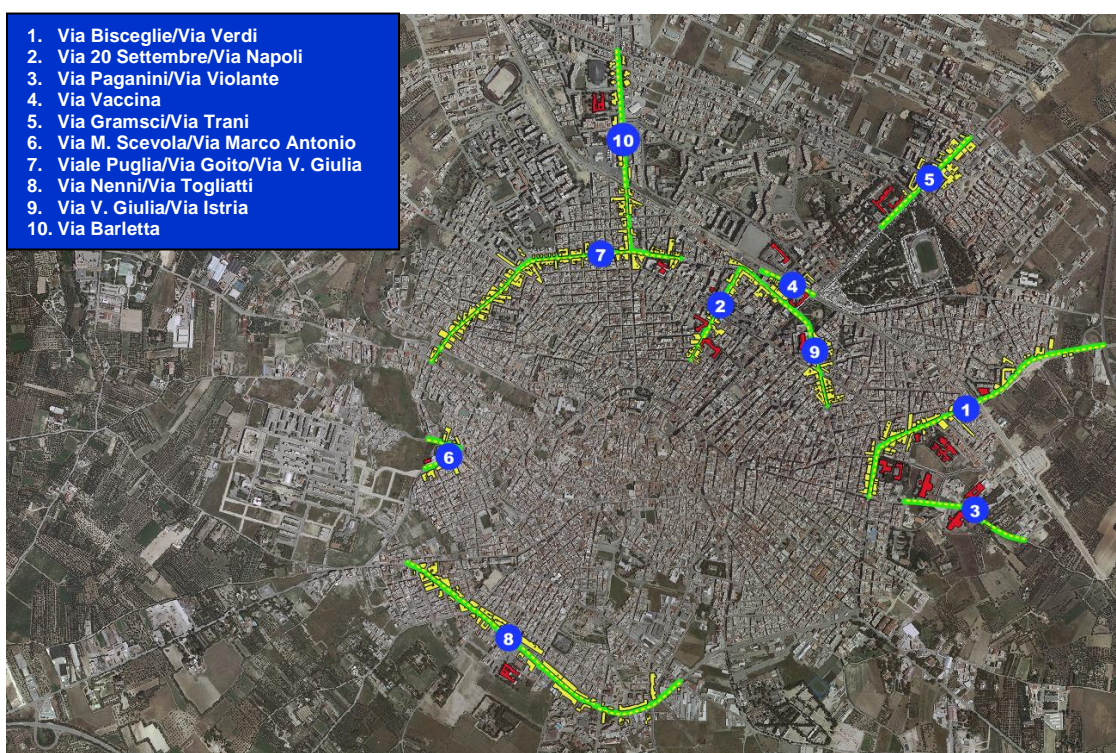 1. Via Bisceglie/Via Verdi
2. Via 20 Settembre/Via Napoli
3. Via Paganini/Via Violante
4. Via Vaccina
5. Via Gramsci/Via Trani
6. Via M. Scevola/Via Marco Antonio
7. Viale Puglia/Via Goito/Via V. Giulia
8. Via Nenni/Via Togliatti
9. Via V. Giulia/Via Istria
10. Via Barletta
10
5
7
4
2
9
1
6
3
8